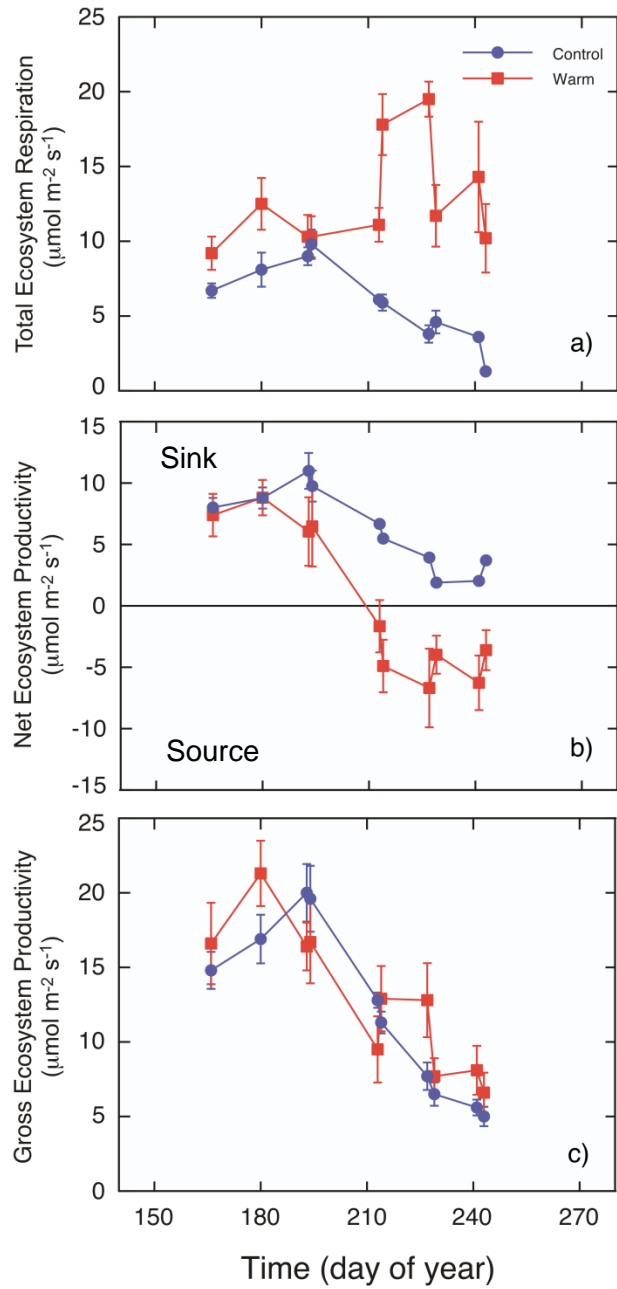 Total Ecosystem Respiration
(μmol m-2 s-1)
25
20
15
10
5
0
Control
Warm
a)
Net Ecosystem Productivity
(μmol m-2 s-1)
15
10
5
0
-5
-10
-15
Sink
Source
b)
Gross Ecosystem Productivity
(μmol m-2 s-1)
25
20
15
10
5
0
c)
150 180 210 240 270
Time (day of year)